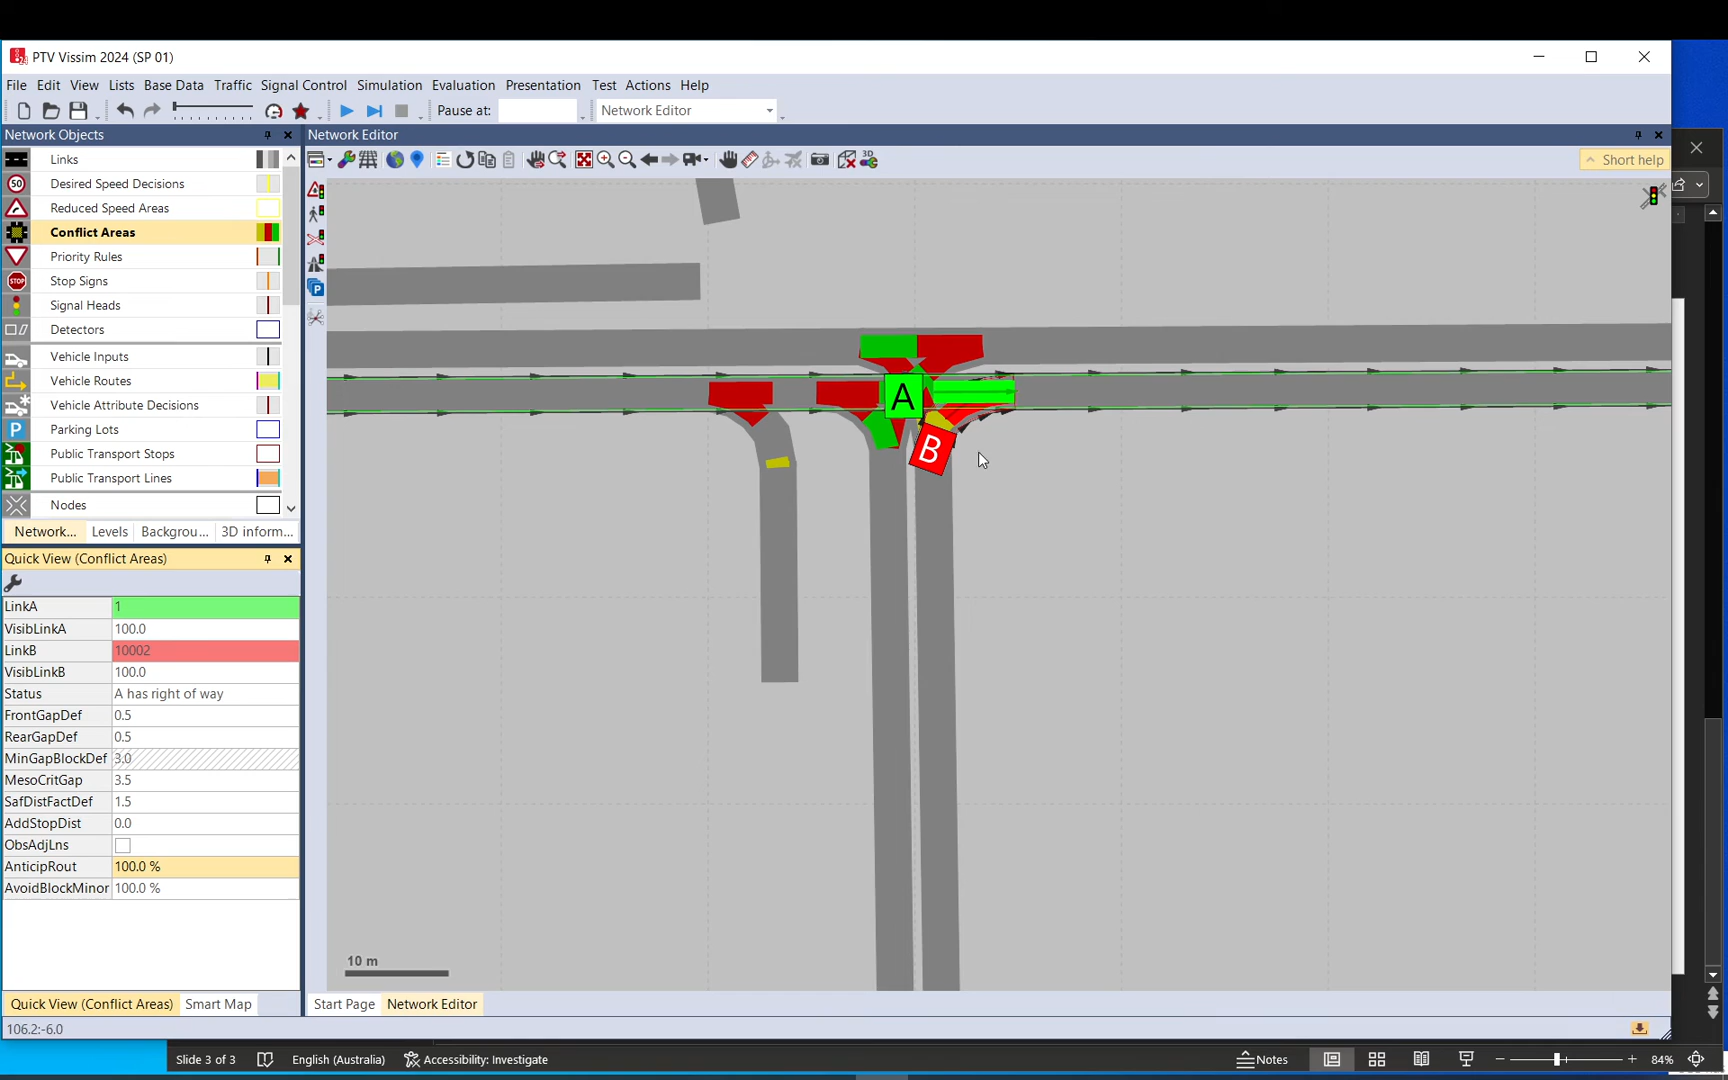 PTV Vissim 2024 (SP 01)
File Edit View Lists Base Data Traffic Signal Control Simulation Evaluation Presentation Test Actions Help
Pause at:
Network Editor
Network Objects
Network Editor
Short help
Links
50
Desired Speed Decisions
Reduced Speed Areas
Conflict Areas
Priority Rules
STOP
Stop Signs
Signal Heads
Detectors
Vehicle Inputs
Vehicle Routes
Vehicle Attribute Decisions
P
Parking Lots
Public Transport Stops
Public Transport Lines
Nodes
Network... Levels Backgrou... 3D inform...
Quick View (Conflict Areas)
LinkA 1
VisibLinkA 100.0
LinkB 10002
VisibLinkB 100.0
Status A has right of way
FrontGapDef 0.5
RearGapDef 0.5
MinGapBlockDef 3.0
MesoCritGap 3.5
SafDistFactDef 1.5
AddStopDist 0.0
ObsAdjLns
AnticipRout 100.0 %
AvoidBlockMinor 100.0 %
A
B
10 m
Quick View (Conflict Areas) Smart Map
Start Page Network Editor
106.2:-6.0
Slide 3 of 3 English (Australia) Accessibility: Investigate Notes 84%